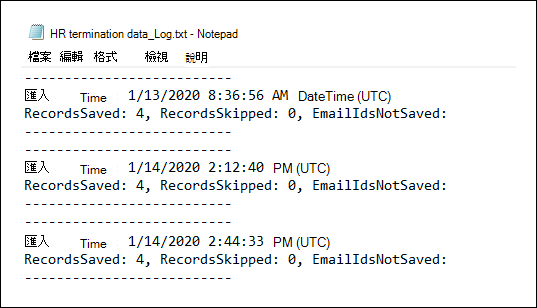 HR termination data_Log.txt - Notepad
檔案 編輯 格式 檢視 說明
--------------------------
匯入 Time 1/13/2020 8:36:56 AM DateTime (UTC)
RecordsSaved: 4, RecordsSkipped: 0, EmailIdsNotSaved:
--------------------------
--------------------------
匯入 Time 1/14/2020 2:12:40 PM (UTC)
RecordsSaved: 4, RecordsSkipped: 0, EmailIdsNotSaved:
--------------------------
--------------------------
匯入 Time 1/14/2020 2:44:33 PM (UTC)
RecordsSaved: 4, RecordsSkipped: 0, EmailIdsNotSaved:
--------------------------